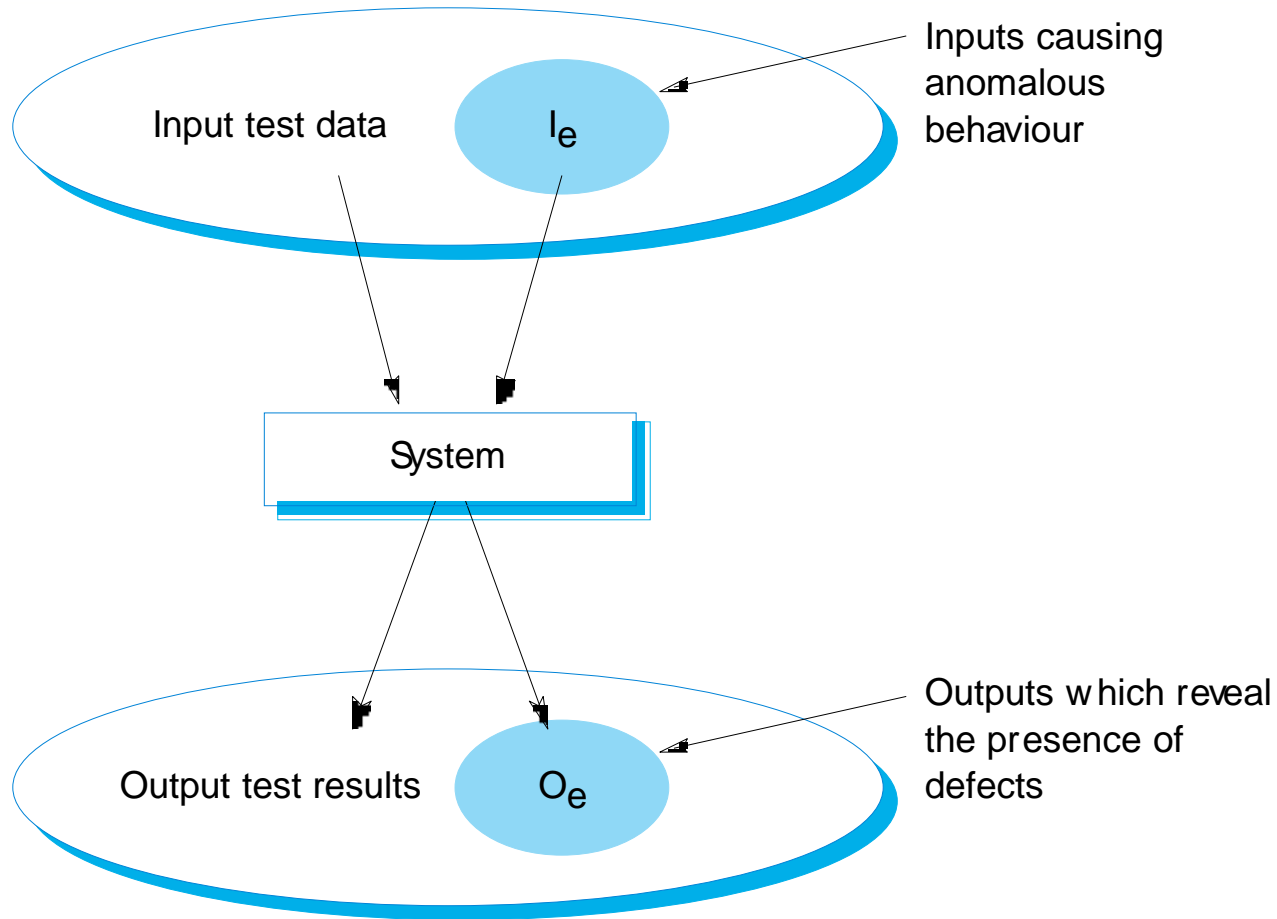 Inputs causing
anomalous
behaviour
Input test data
Ie
System
Outputs which reveal
the presence of
defects
Output test results
Oe